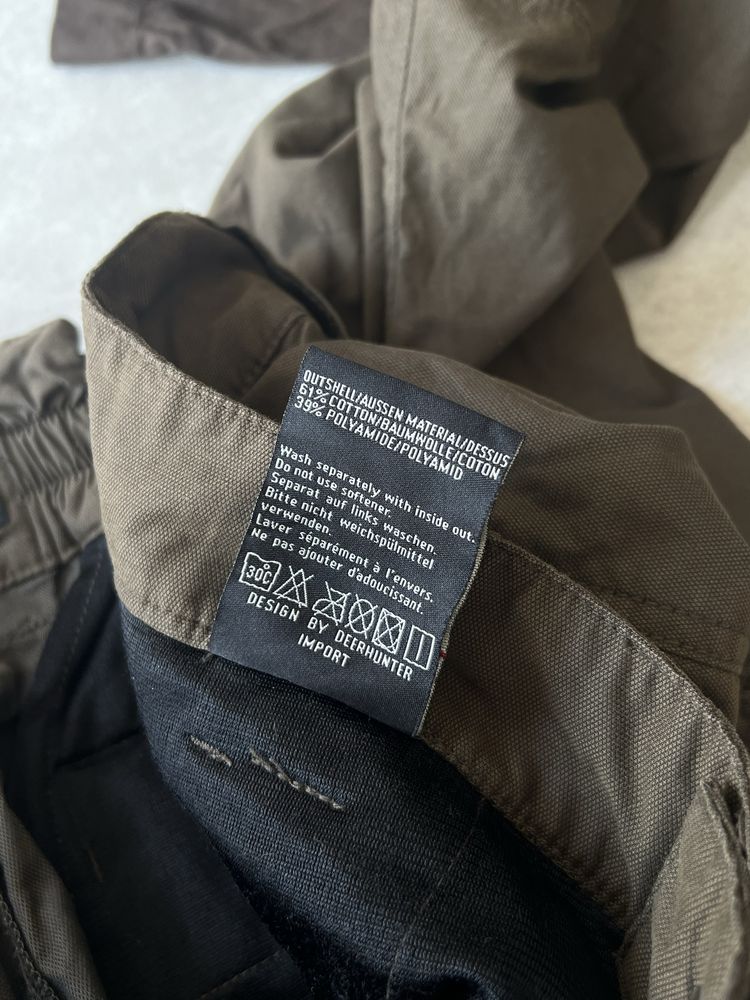 OUTSHELL/AUSSEN MATERIAL/DESSUS
61% COTTON/BAUMWOLLE/COTON
39% POLYAMIDE/POLYAMID
Wash separately with inside out.
Do not use softener.
Separat auf links waschen.
Bitte nicht weichspülmittel
verwenden.
Laver séparément à l'envers.
Ne pas ajouter d'adoucissant.
30C
DESIGN BY DEERHUNTER
IMPORT